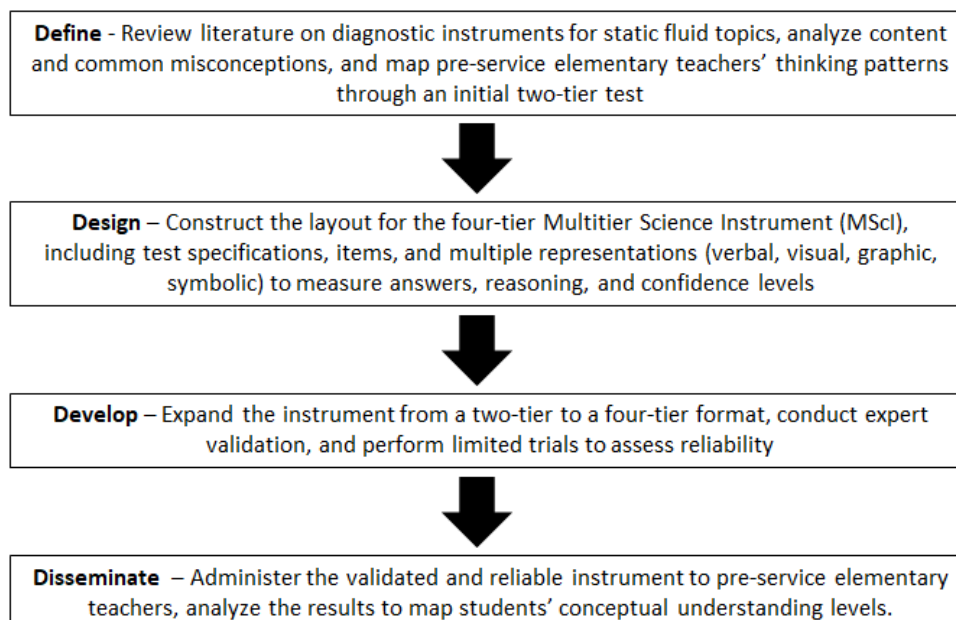 Define - Review literature on diagnostic instruments for static fluid topics, analyze content
and common misconceptions, and map pre-service elementary teachers’ thinking patterns
through an initial two-tier test
Design – Construct the layout for the four-tier Multitier Science Instrument (MScI),
including test specifications, items, and multiple representations (verbal, visual, graphic,
symbolic) to measure answers, reasoning, and confidence levels
Develop – Expand the instrument from a two-tier to a four-tier format, conduct expert
validation, and perform limited trials to assess reliability
Disseminate – Administer the validated and reliable instrument to pre-service elementary
teachers, analyze the results to map students’ conceptual understanding levels.